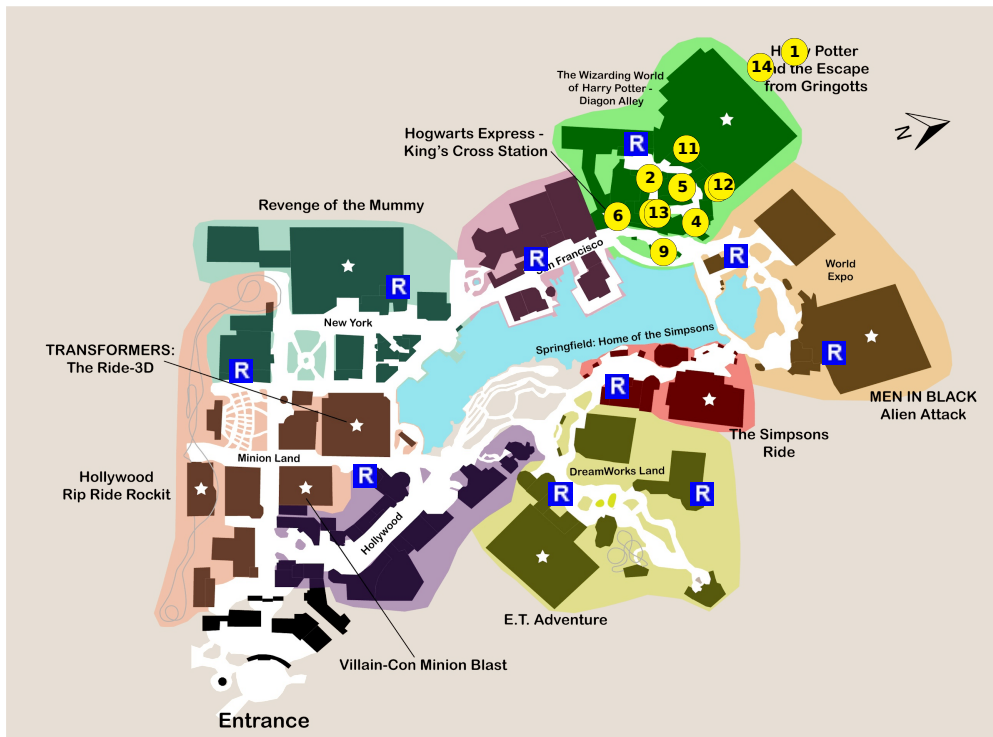 1
H Potter
14 nd the Escape
from Gringotts
The Wizarding World
of Harry Potter -
Diagon Alley
Hogwarts Express -
King's Cross Station
R
11
2
5
12
6
13
4
9
N
Revenge of the Mummy
San Francisco
R
R
World
Expo
R
New York
Springfield: Home of the Simpsons
TRANSFORMERS:
The Ride-3D
R
R
R
MEN IN BLACK
Alien Attack
The Simpsons
Ride
Minion Land
Hollywood
Rip Ride Rockit
R
DreamWorks Land
R
R
Hollywood
E.T. Adventure
Villain-Con Minion Blast
Entrance